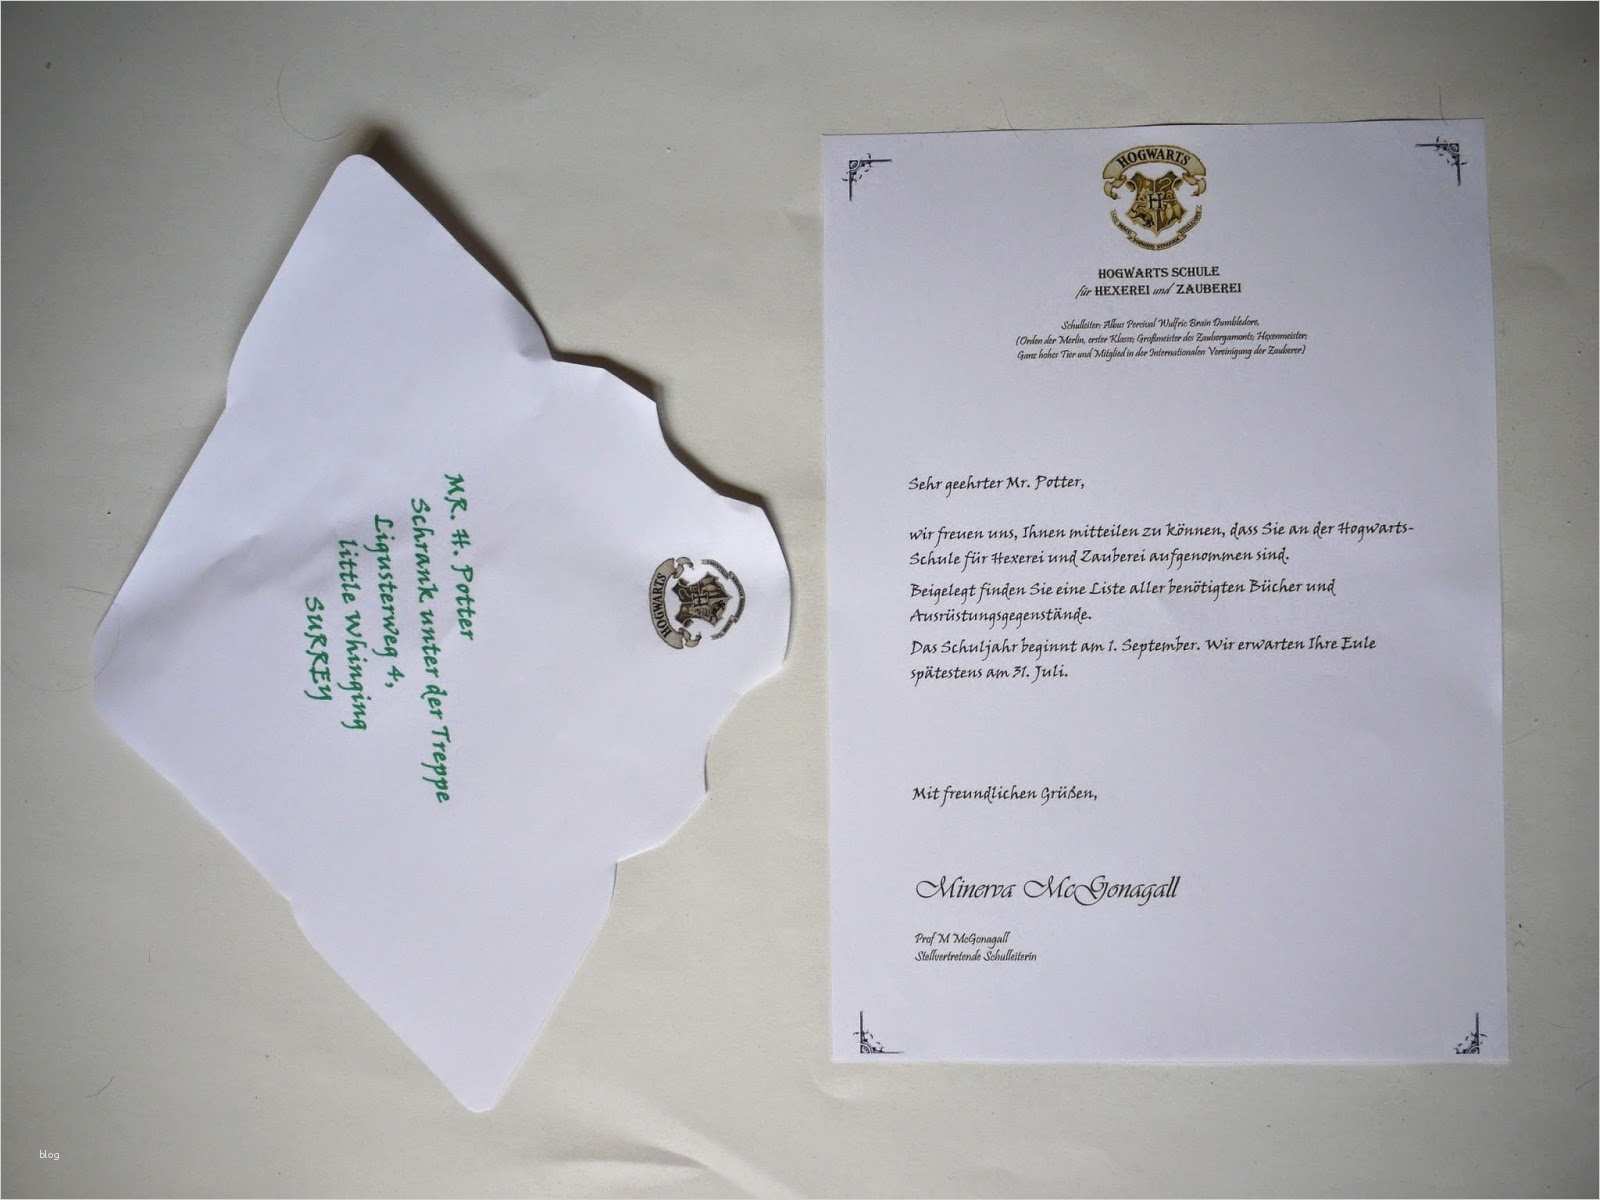 MR. H. Potter
Schrank unter der Treppe
Ligusterweg 4,
little Whinging
SURREY
HOGWARTS
H
HOGWARTS
H
HOGWARTS SCHULE
für HEXEREI und ZAUBEREI
Schulleiter: Albus Percival Wulfric Brain Dumbledore,
(Orden der Merlin, erster Klasse; Großmeister des Zaubergamonts; Hexenmeister;
Ganz hohes Tier und Mitglied in der Internationalen Vereinigung der Zauberer)
Sehr geehrter Mr. Potter,
wir freuen uns, Ihnen mitteilen zu können, dass Sie an der Hogwarts-
Schule für Hexerei und Zauberei aufgenommen sind.
Beigelegt finden Sie eine Liste aller benötigten Bücher und
Ausrüstungsgegenstände.
Das Schuljahr beginnt am 1. September. Wir erwarten Ihre Eule
spätestens am 31. Juli.
Mit freundlichen Grüßen,
Minerva McGonagall
Prof M McGonagall
Stellvertretende Schulleiterin
blog